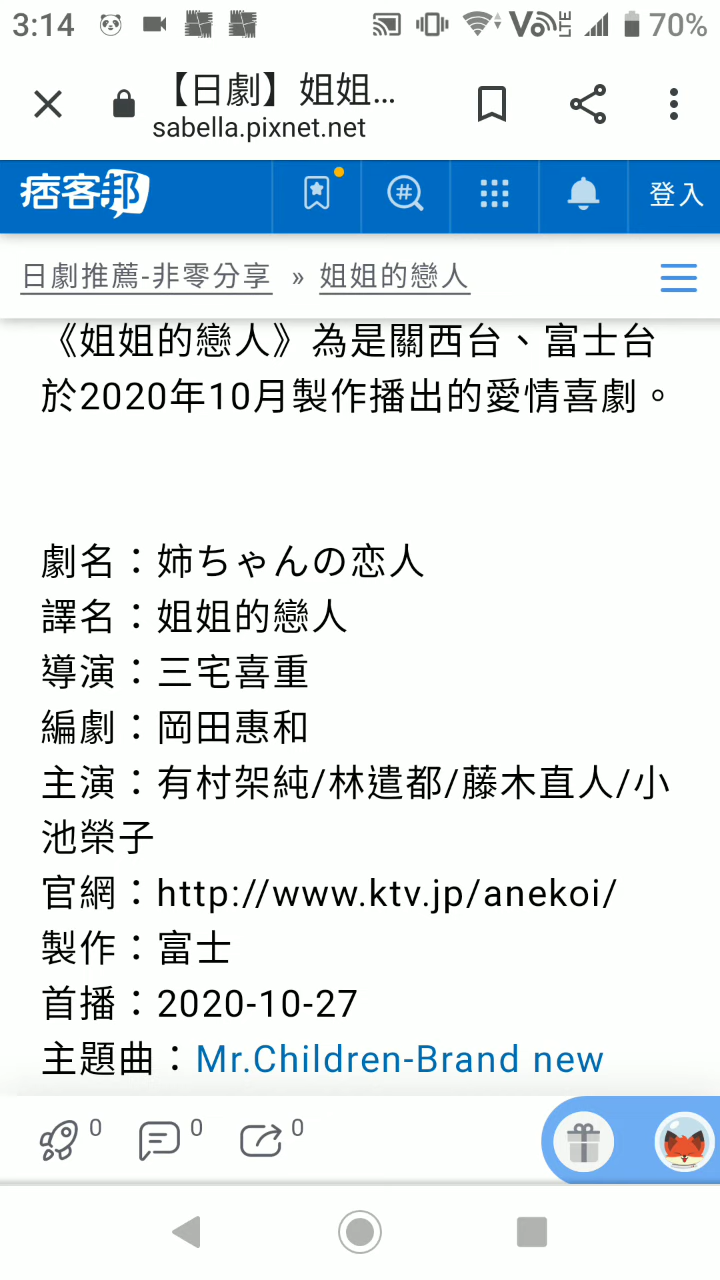 3:14
VoLTE
70%
【日劇】姐姐...
sabella.pixnet.net
痞客邦
登入
日劇推薦-非零分享 » 姐姐的戀人
《姐姐的戀人》為是關西台、富士台
於2020年10月製作播出的愛情喜劇。
劇名：姉ちゃんの恋人
譯名：姐姐的戀人
導演：三宅喜重
編劇：岡田惠和
主演：有村架純/林遣都/藤木直人/小
池榮子
官網：http://www.ktv.jp/anekoi/
製作：富士
首播：2020-10-27
主題曲：Mr.Children-Brand new
0
0
0